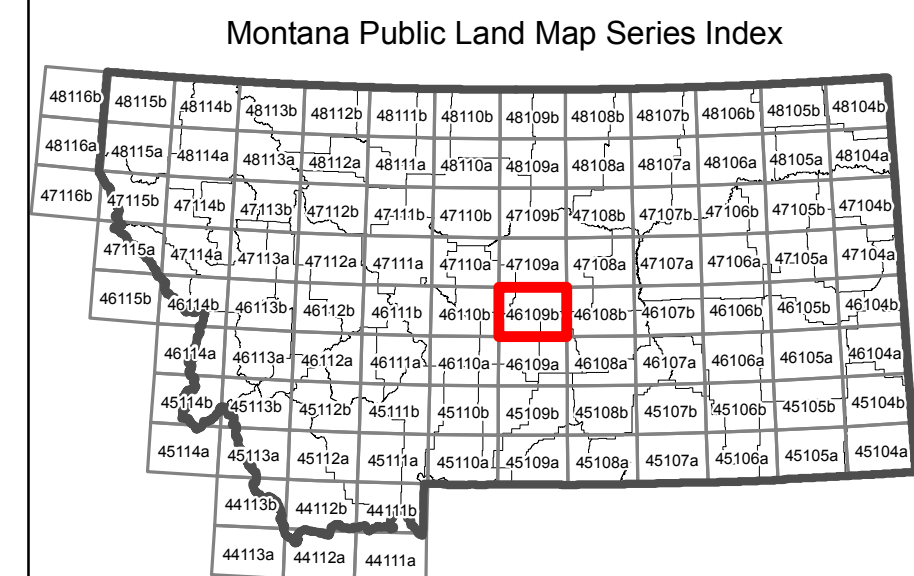 Montana Public Land Map Series Index
48116b 48115b 48114b 48113b 48112b 48111b 48110b 48109b 48108b 48107b 48106b 48105b 48104b
48116a 48115a 48114a 48113a 48112a 48111a 48110a 48109a 48108a 48107a 48106a 48105a 48104a
47116b 47115b 47114b 47113b 47112b 47111b 47110b 47109b 47108b 47107b 47106b 47105b 47104b
47115a 47114a 47113a 47112a 47111a 47110a 47109a 47108a 47107a 47106a 47105a 47104a
46115b 46114b 46113b 46112b 46111b 46110b 46109b 46108b 46107b 46106b 46105b 46104b
46114a 46113a 46112a 46111a 46110a 46109a 46108a 46107a 46106a 46105a 46104a
45114b 45113b 45112b 45111b 45110b 45109b 45108b 45107b 45106b 45105b 45104b
45114a 45113a 45112a 45111a 45110a 45109a 45108a 45107a 45106a 45105a 45104a
44113b 44112b 44111b
44113a 44112a 44111a